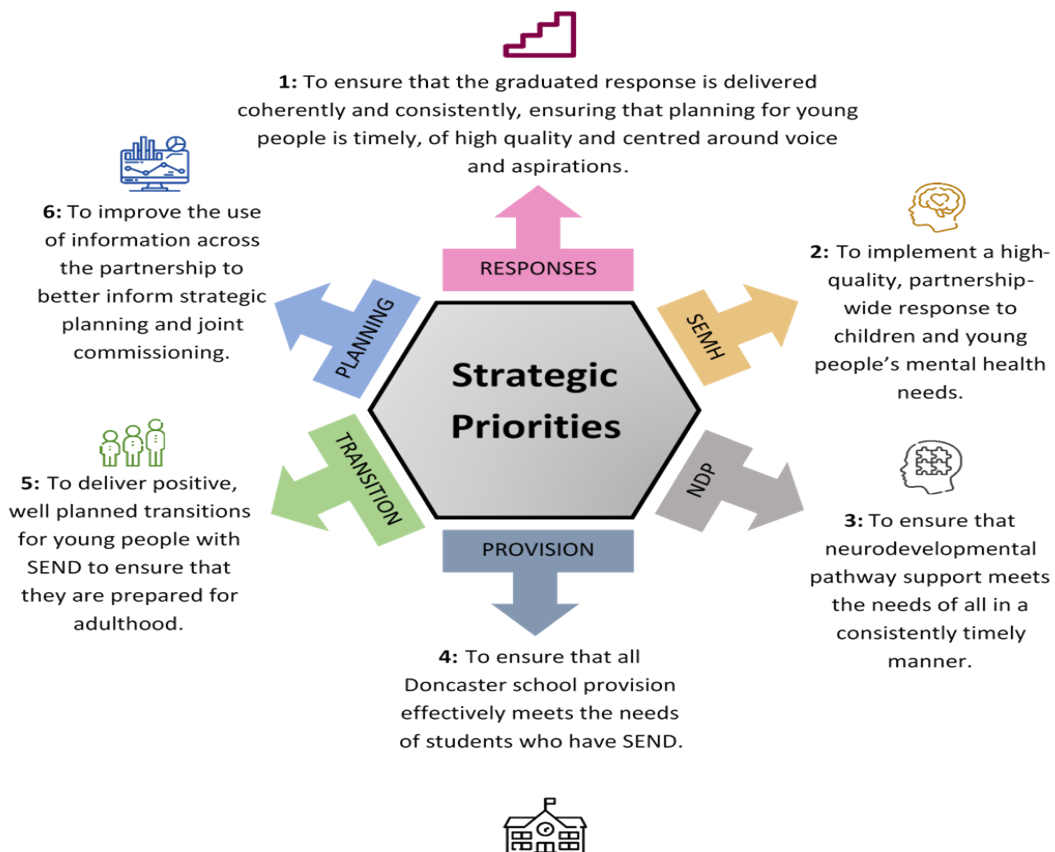 1: To ensure that the graduated response is delivered
coherently and consistently, ensuring that planning for young
people is timely, of high quality and centred around voice
and aspirations.
RESPONSES
2: To implement a high-
quality, partnership-
wide response to
children and young
people’s mental health
needs.
SEMH
3: To ensure that
neurodevelopmental
pathway support meets
the needs of all in a
consistently timely
manner.
NDP
4: To ensure that all
Doncaster school provision
effectively meets the needs
of students who have SEND.
PROVISION
5: To deliver positive,
well planned transitions
for young people with
SEND to ensure that
they are prepared for
adulthood.
TRANSITION
6: To improve the use
of information across
the partnership to
better inform strategic
planning and joint
commissioning.
PLANNING
Strategic
Priorities